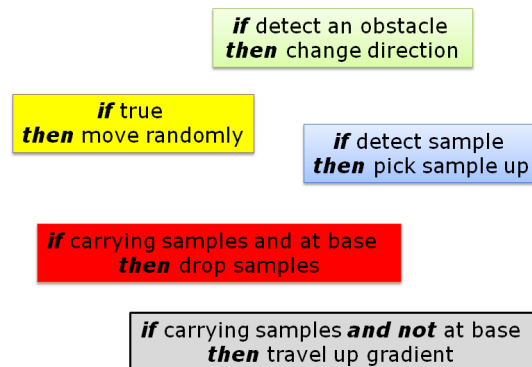 if detect an obstacle
then change direction
if true
then move randomly
if detect sample
then pick sample up
if carrying samples and at base
then drop samples
if carrying samples and not at base
then travel up gradient